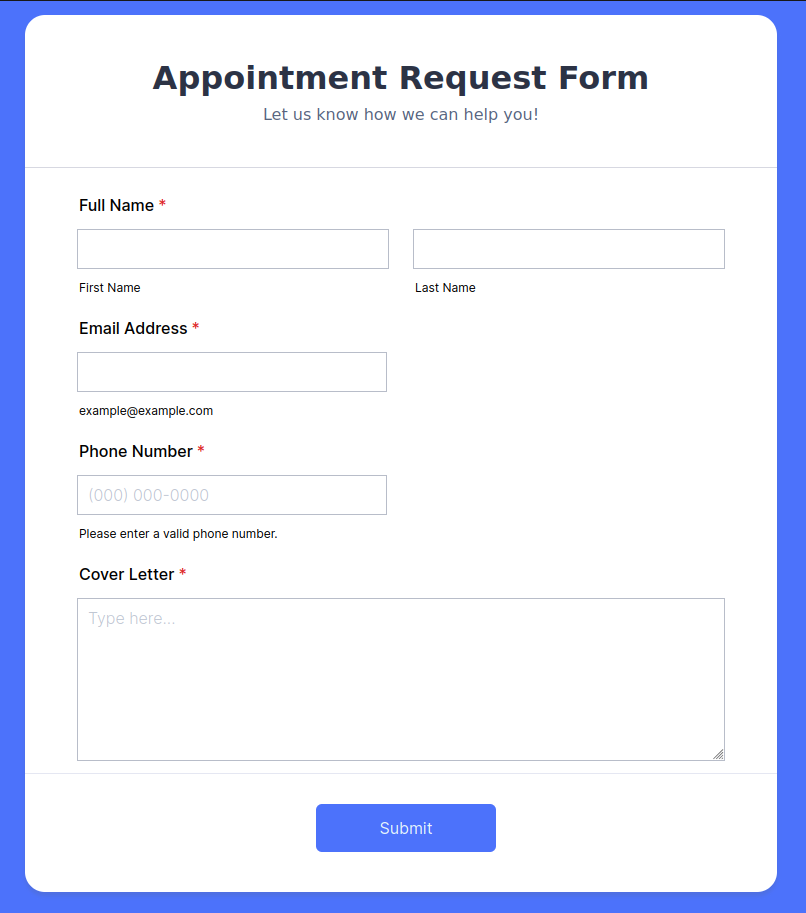 Appointment Request Form
Let us know how we can help you!
Full Name *
First Name
Last Name
Email Address *
example@example.com
Phone Number *
(000) 000-0000
Please enter a valid phone number.
Cover Letter *
Type here...
Submit